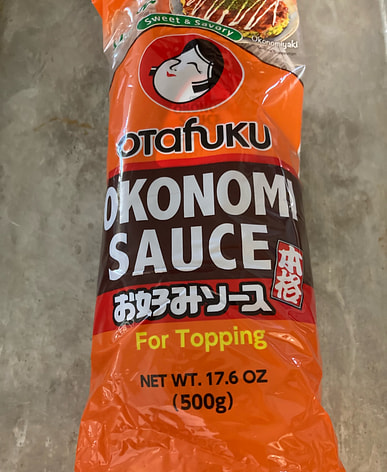 Sweet & Savory
Okonomiyaki
OTafuKU
OKONOMI
SAUCE
本格
お好みソース
For Topping
NET WT. 17.6 OZ
(500g)